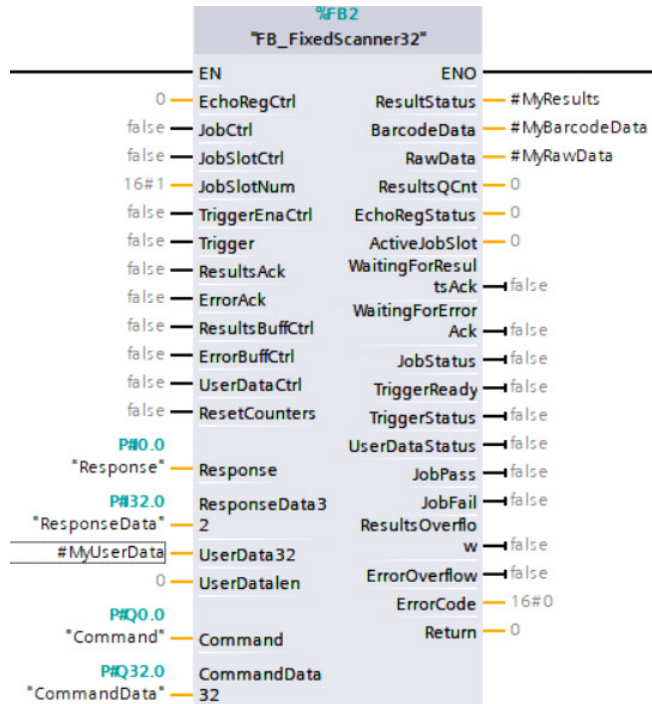 %FB2
"FB_FixedScanner32"
EN ENO
0 EchoRegCtrl ResultStatus #MyResults
false JobCtrl BarcodeData #MyBarcodeData
false JobSlotCtrl RawData #MyRawData
16#1 JobSlotNum ResultsQCnt 0
false TriggerEnaCtrl EchoRegStatus 0
false Trigger ActiveJobSlot 0
false ResultsAck WaitingForResul
tsAck false
false ErrorAck WaitingForError
Ack false
false ResultsBuffCtrl
false ErrorBuffCtrl JobStatus false
false UserDataCtrl TriggerReady false
false ResetCounters TriggerStatus false
P#I0.0 UserDataStatus false
"Response" Response JobPass false
P#I32.0 ResponseData3 JobFail false
"ResponseData" 2 ResultsOverflo
w false
#MyUserData UserData32
0 UserDatalen ErrorOverflow false
P#Q0.0 ErrorCode 16#0
"Command" Command Return 0
P#Q32.0 CommandData
"CommandData" 32